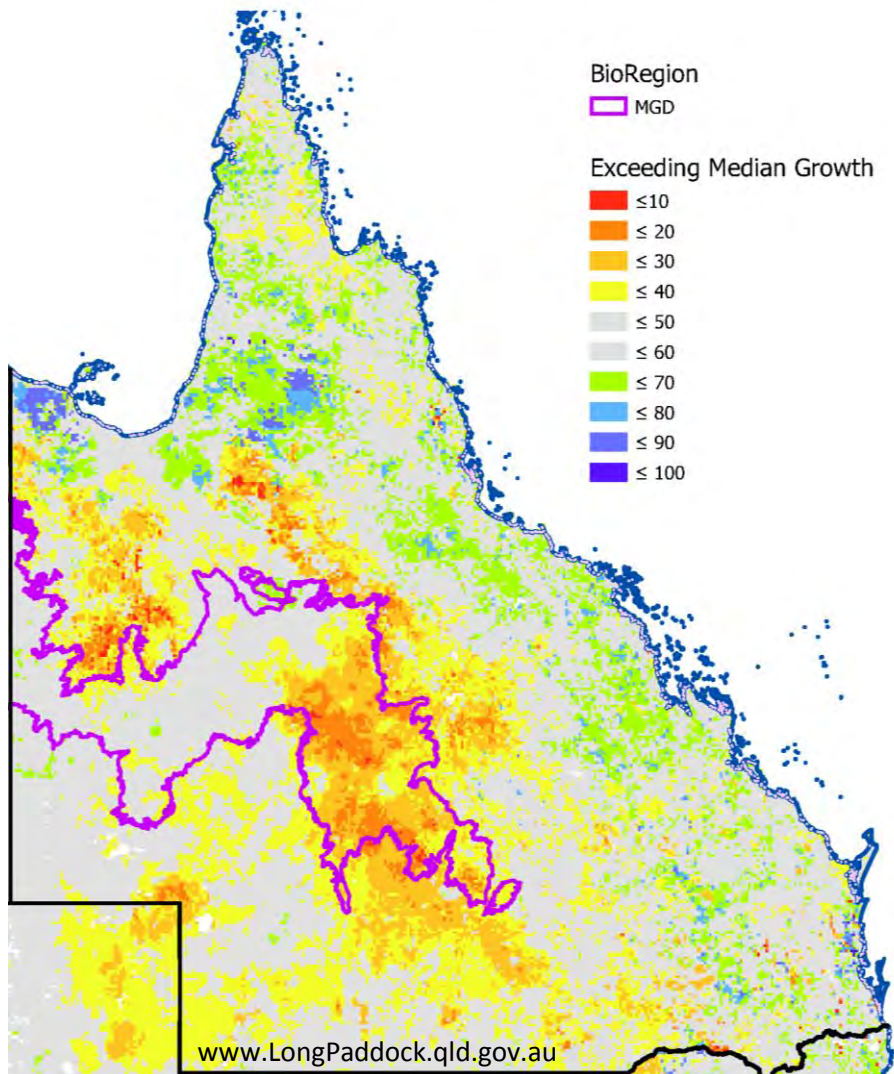 BioRegion
MGD
Exceeding Median Growth
≤10
≤ 20
≤ 30
≤ 40
≤ 50
≤ 60
≤ 70
≤ 80
≤ 90
≤ 100
www.LongPaddock.qld.gov.au